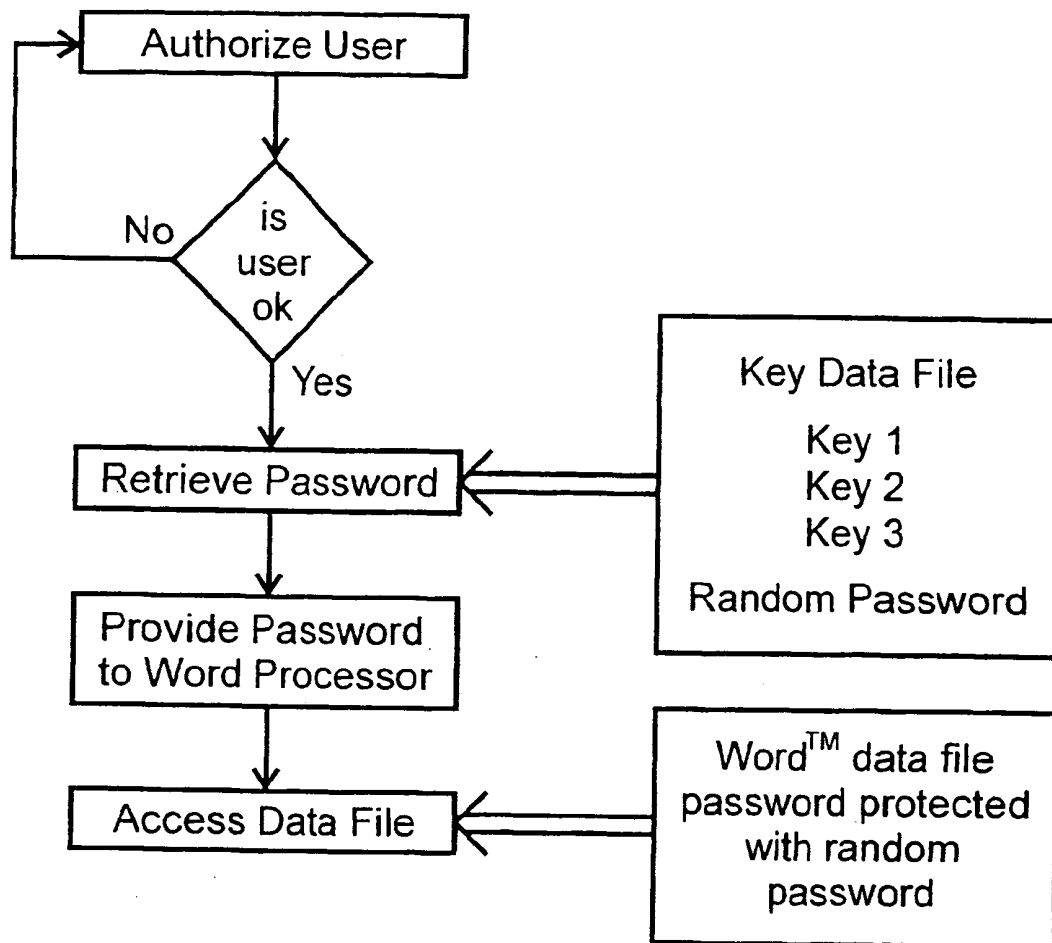 Authorize User
No
is
user
ok
Yes
Key Data File
Key 1
Key 2
Key 3
Random Password
Retrieve Password
Provide Password
to Word Processor
Access Data File
Word™ data file
password protected
with random
password